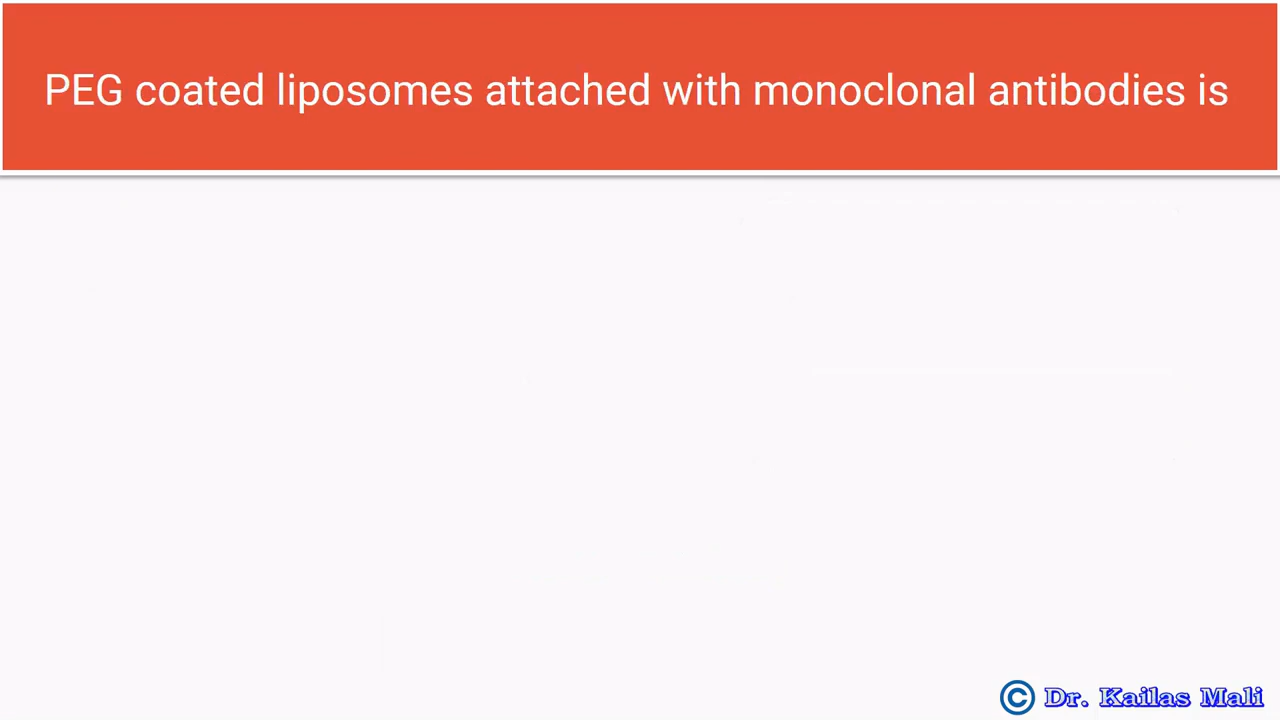 PEG coated liposomes attached with monoclonal antibodies is
© Dr. Kailas Mali